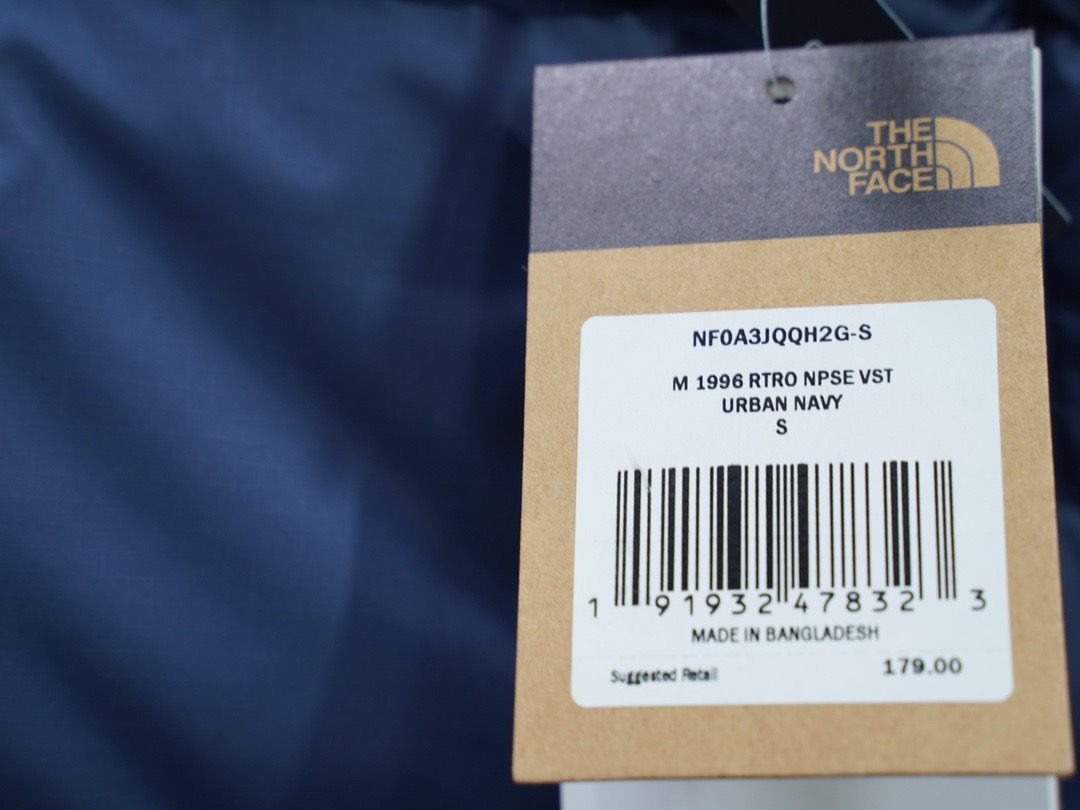 THE
NORTH
FACE
NF0A3JQQH2G-S
M 1996 RTRO NPSE VST
URBAN NAVY
S
1 91932 47832 3
MADE IN BANGLADESH
Suggested Retail 179.00